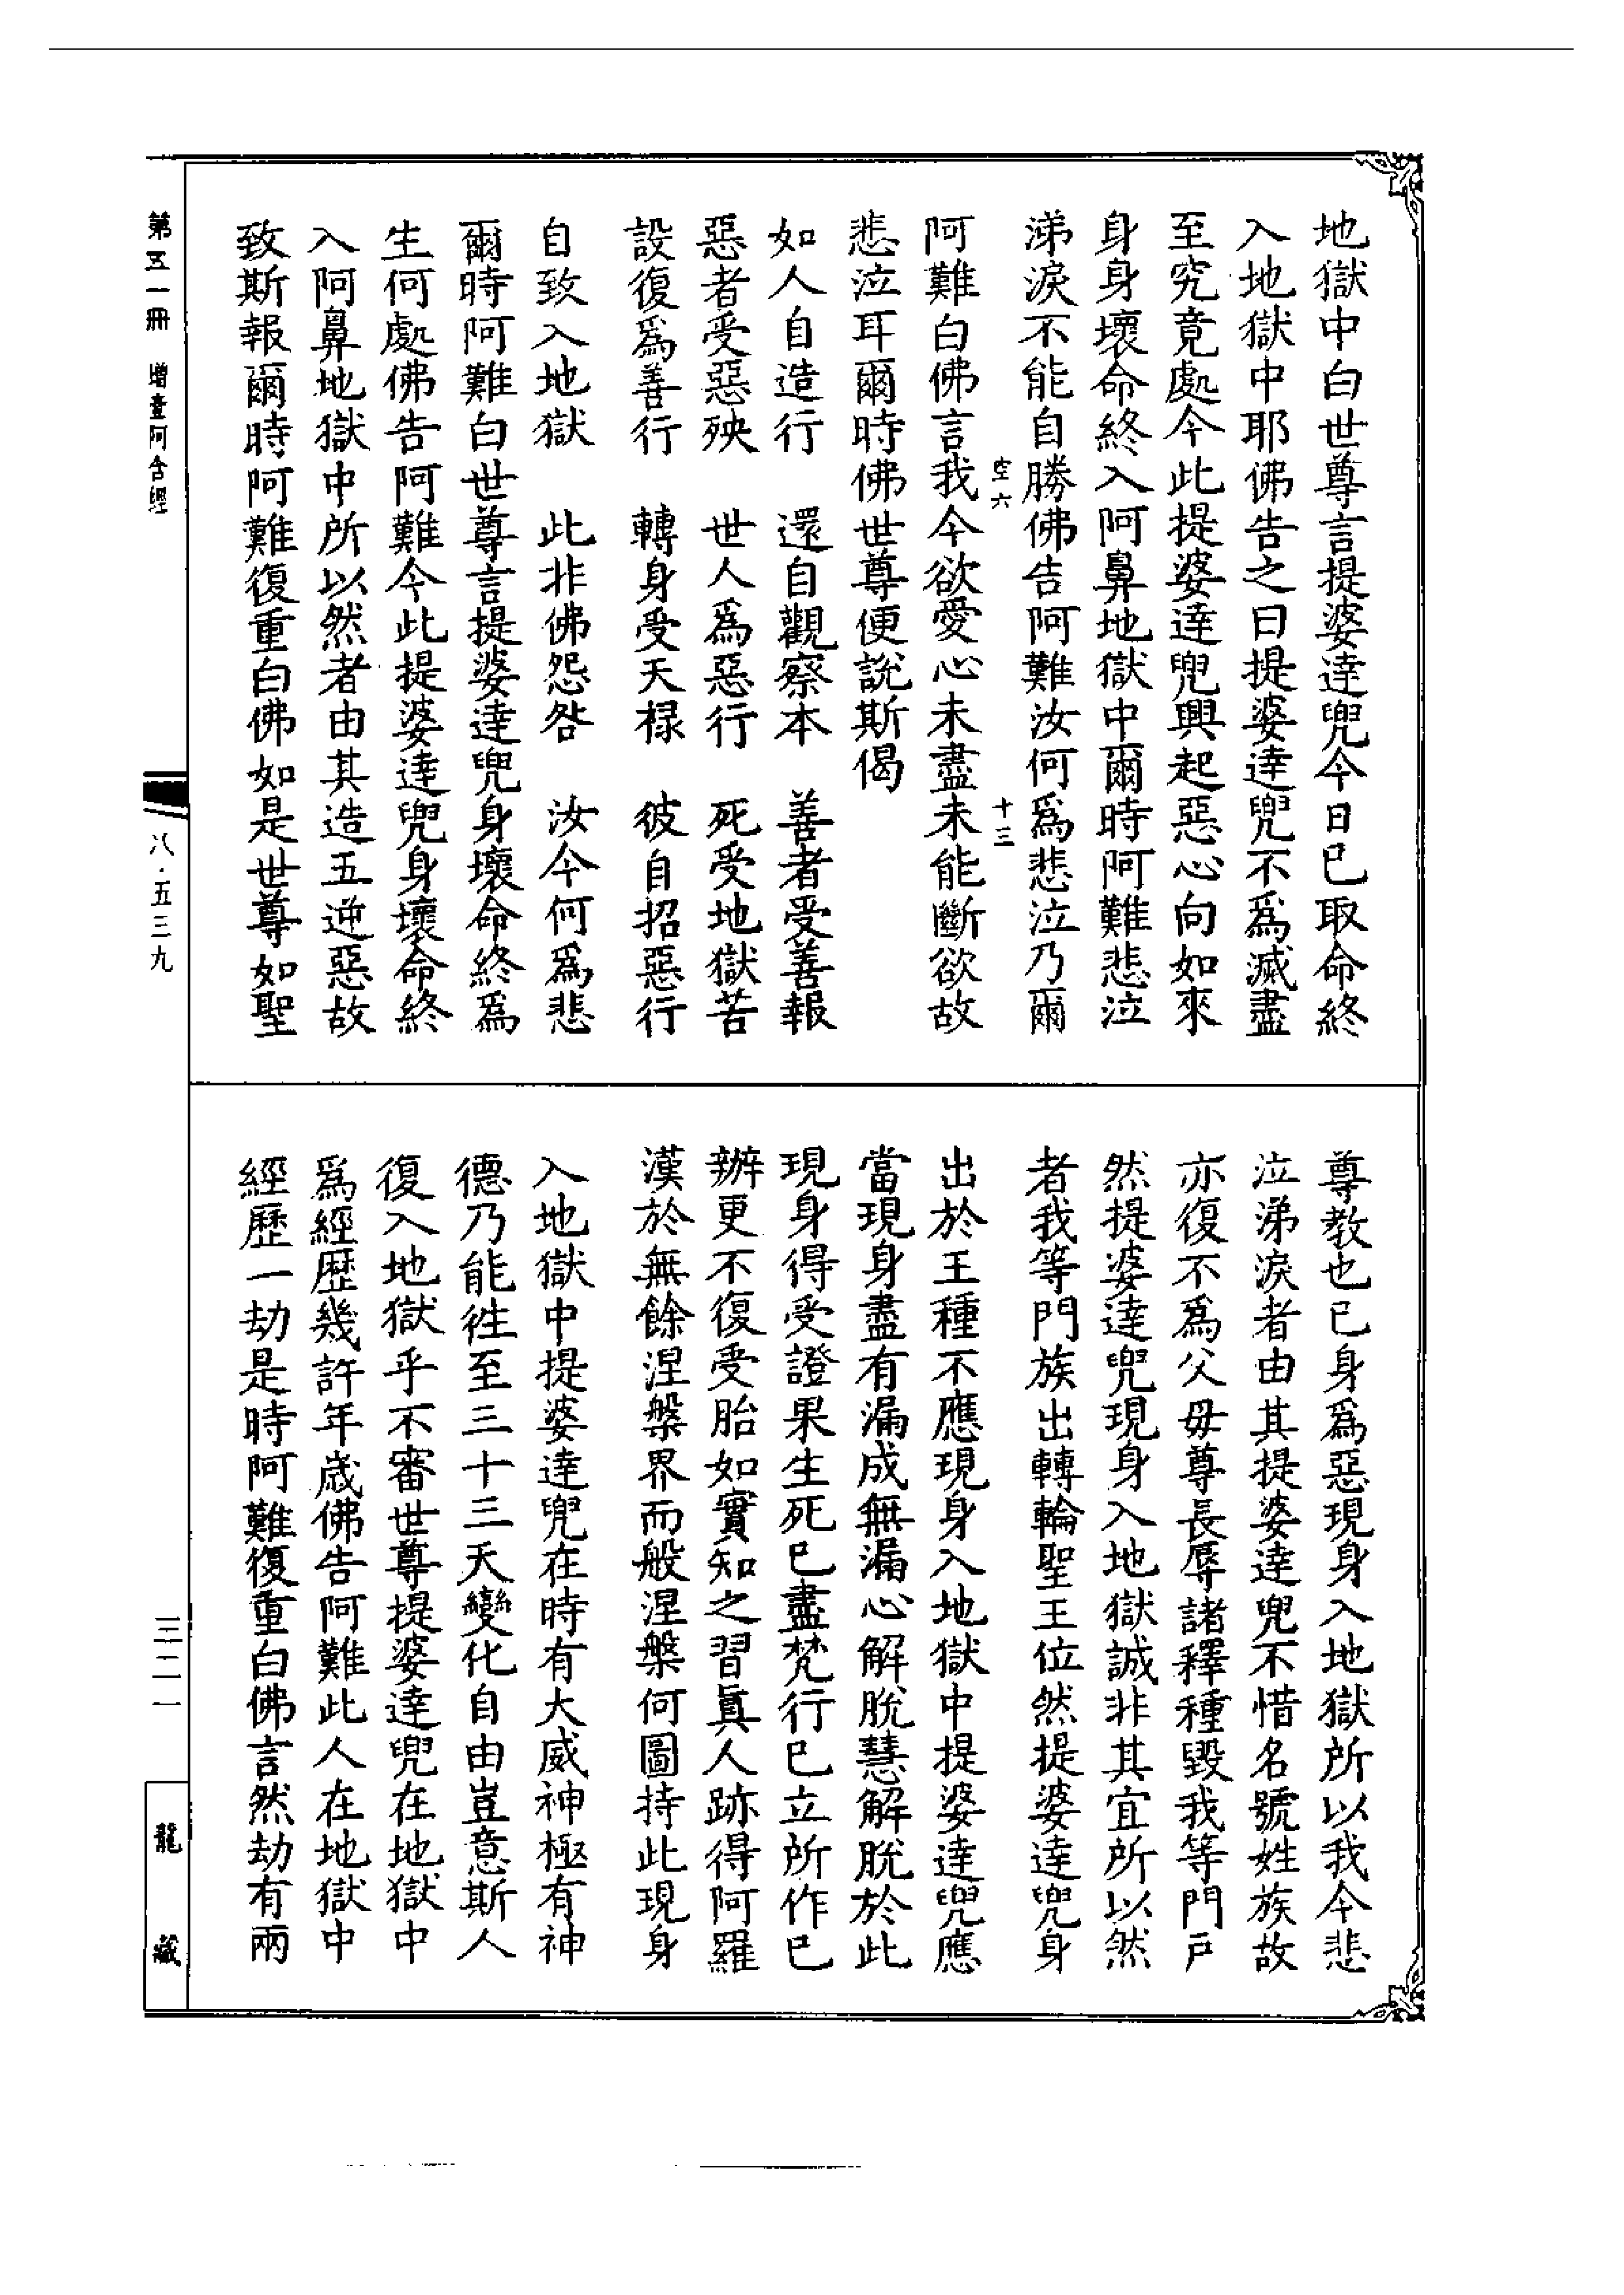 地獄中白世尊言提婆達兜今日已取命終
入地獄中耶佛告之曰提婆達兜不爲滅盡
至究竟處今此提婆達兜興起惡心向如來
身身壞命終入阿鼻地獄中爾時阿難悲泣
涕淚不能自勝佛告阿難汝何爲悲泣乃爾
空六 十三
阿難白佛言我今欲愛心未盡未能斷欲故
悲泣耳爾時佛世尊便說斯偈
如人自造行 還自觀察本 善者受善報
惡者受惡殃 世人爲惡行 死受地獄苦
設復爲善行 轉身受天祿 彼自招惡行
自致入地獄 此非佛怨咎 汝今何爲悲
爾時阿難白世尊言提婆達兜身壞命終爲
生何處佛告阿難今此提婆達兜身壞命終
入阿鼻地獄中所以然者由其造五逆惡故
致斯報爾時阿難復重白佛如是世尊如聖
尊教也已身爲惡現身入地獄所以我今悲
泣涕淚者由其提婆達兜不惜名號姓族故
亦復不爲父母尊長辱諸釋種毀我等門戶
然提婆達兜現身入地獄誠非其宜所以然
者我等門族出轉輪聖王位然提婆達兜身
出於王種不應現身入地獄中提婆達兜應
當現身盡有漏成無漏心解脫慧解脫於此
現身得受證果生死已盡梵行已立所作已
辦更不復受胎如實知之習眞人跡得阿羅
漢於無餘涅槃界而般涅槃何圖持此現身
入地獄中提婆達兜在時有大威神極有神
德乃能徃至三十三天變化自由豈意斯人
復入地獄乎不審世尊提婆達兜在地獄中
爲經歷幾許年歲佛告阿難此人在地獄中
經歷一劫是時阿難復重白佛言然劫有兩
第五一冊 增壹阿含經
八·五三九
三二一
龍藏